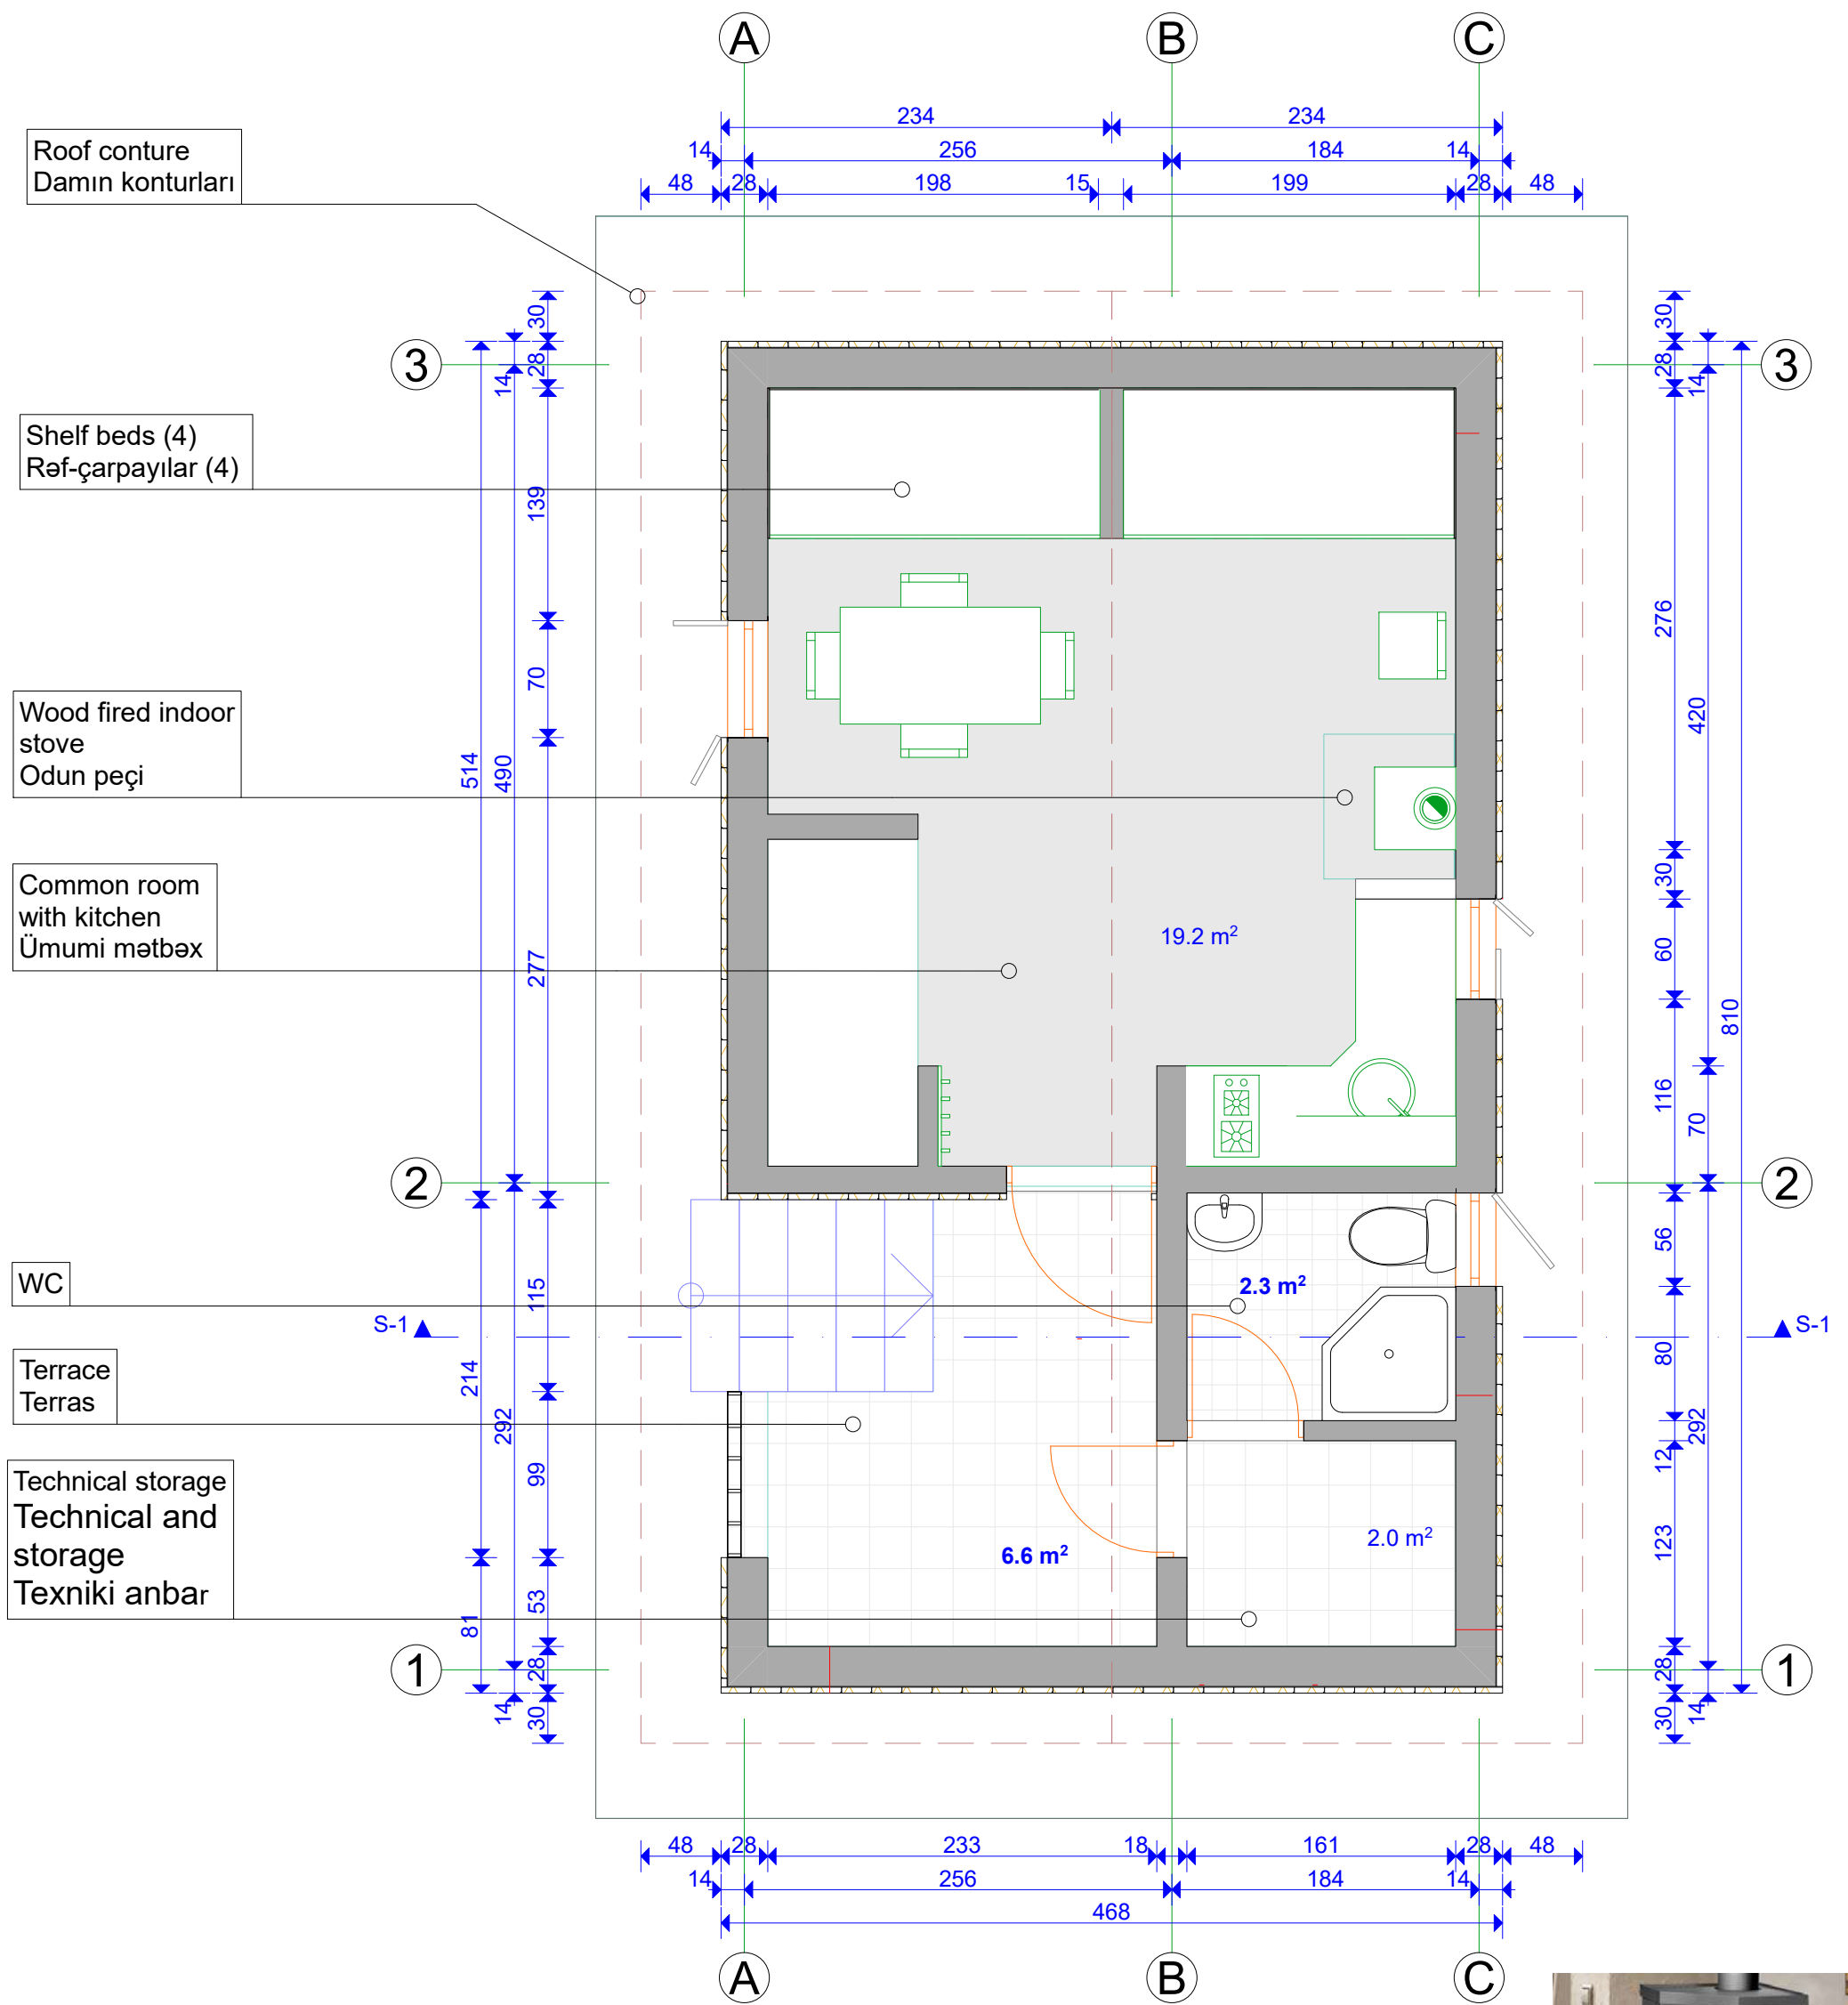 A B C
234 234
14 256 184 14
48 28 198 15 199 28 48
Roof conture
Damın konturları
30
28
14
3
3
30
28
14
Shelf beds (4)
Rəf-çarpayılar (4)
139
276
Wood fired indoor
stove
Odun peçi
70
514
490
420
30
Common room
with kitchen
Ümumi mətbəx
19.2 m²
277
60
810
116
70
2
2
WC
2.3 m²
115
56
S-1
S-1
Terrace
Terras
214
292
80
292
99
12
Technical storage
Technical and
storage
Texniki anbar
6.6 m²
2.0 m²
123
53
81
1
1
28
14
30
28
14
30
48 28 233 18 161 28 48
14 256 184 14
468
A B C